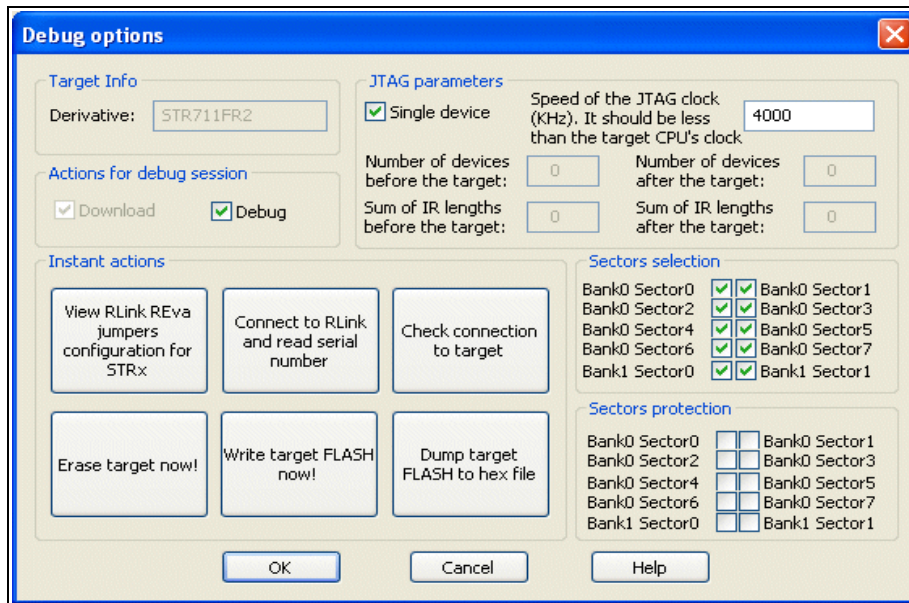 Debug options
Target Info
Derivative: STR711FR2
Actions for debug session
Download Debug
JTAG parameters
Single device
Speed of the JTAG clock
(KHz). It should be less
than the target CPU's clock
4000
Number of devices
before the target:
0
Number of devices
after the target:
0
Sum of IR lengths
before the target:
0
Sum of IR lengths
after the target:
0
Instant actions
View RLink REva
jumpers
configuration for
STRx
Connect to RLink
and read serial
number
Check connection
to target
Erase target now!
Write target FLASH
now!
Dump target
FLASH to hex file
Sectors selection
Bank0 Sector0 Bank0 Sector1
Bank0 Sector2 Bank0 Sector3
Bank0 Sector4 Bank0 Sector5
Bank0 Sector6 Bank0 Sector7
Bank1 Sector0 Bank1 Sector1
Sectors protection
Bank0 Sector0 Bank0 Sector1
Bank0 Sector2 Bank0 Sector3
Bank0 Sector4 Bank0 Sector5
Bank0 Sector6 Bank0 Sector7
Bank1 Sector0 Bank1 Sector1
OK Cancel Help